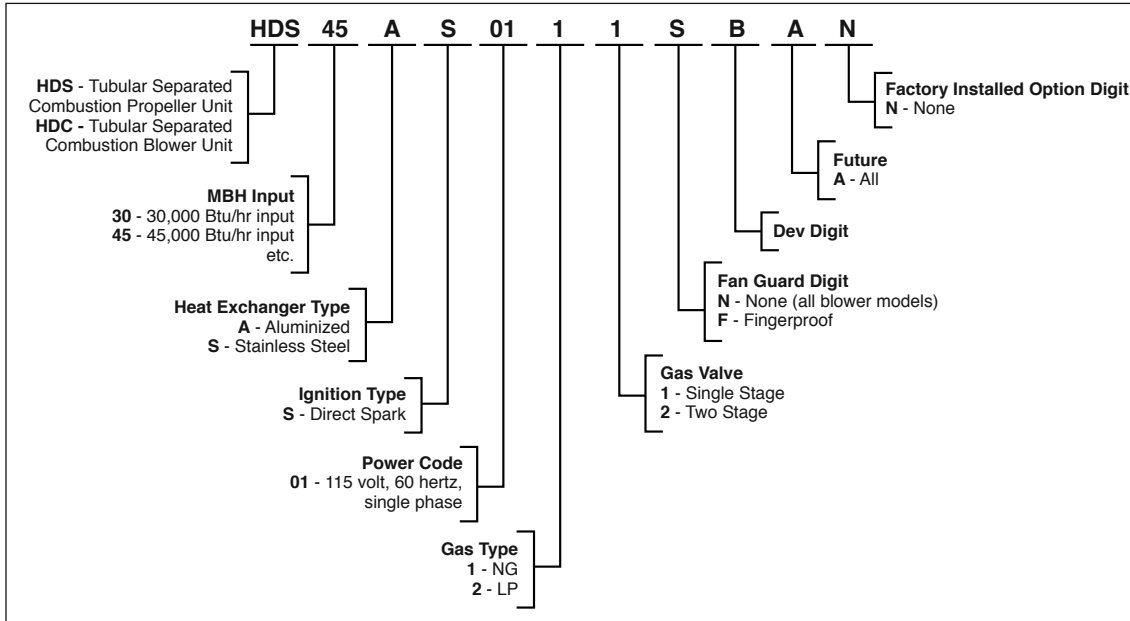 HDS 45 A S 01 1 1 S B A N
HDS - Tubular Separated
Combustion Propeller Unit
HDC - Tubular Separated
Combustion Blower Unit
MBH Input
30 - 30,000 Btu/hr input
45 - 45,000 Btu/hr input
etc.
Heat Exchanger Type
A - Aluminized
S - Stainless Steel
Ignition Type
S - Direct Spark
Power Code
01 - 115 volt, 60 hertz,
single phase
Gas Type
1 - NG
2 - LP
Factory Installed Option Digit
N - None
Future
A - All
Dev Digit
Fan Guard Digit
N - None (all blower models)
F - Fingerproof
Gas Valve
1 - Single Stage
2 - Two Stage